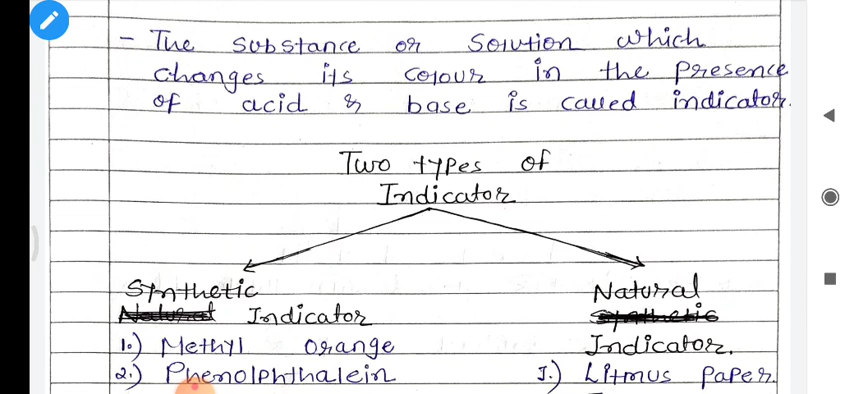 - The substance or solution which
changes its colour in the presence
of acid & base is called indicator.
Two types of
Indicator
Synthetic
Natural Indicator
1.) Methyl orange
2.) Phenolphthalein
Natural
Synthetic
Indicator.
1.) Litmus paper.